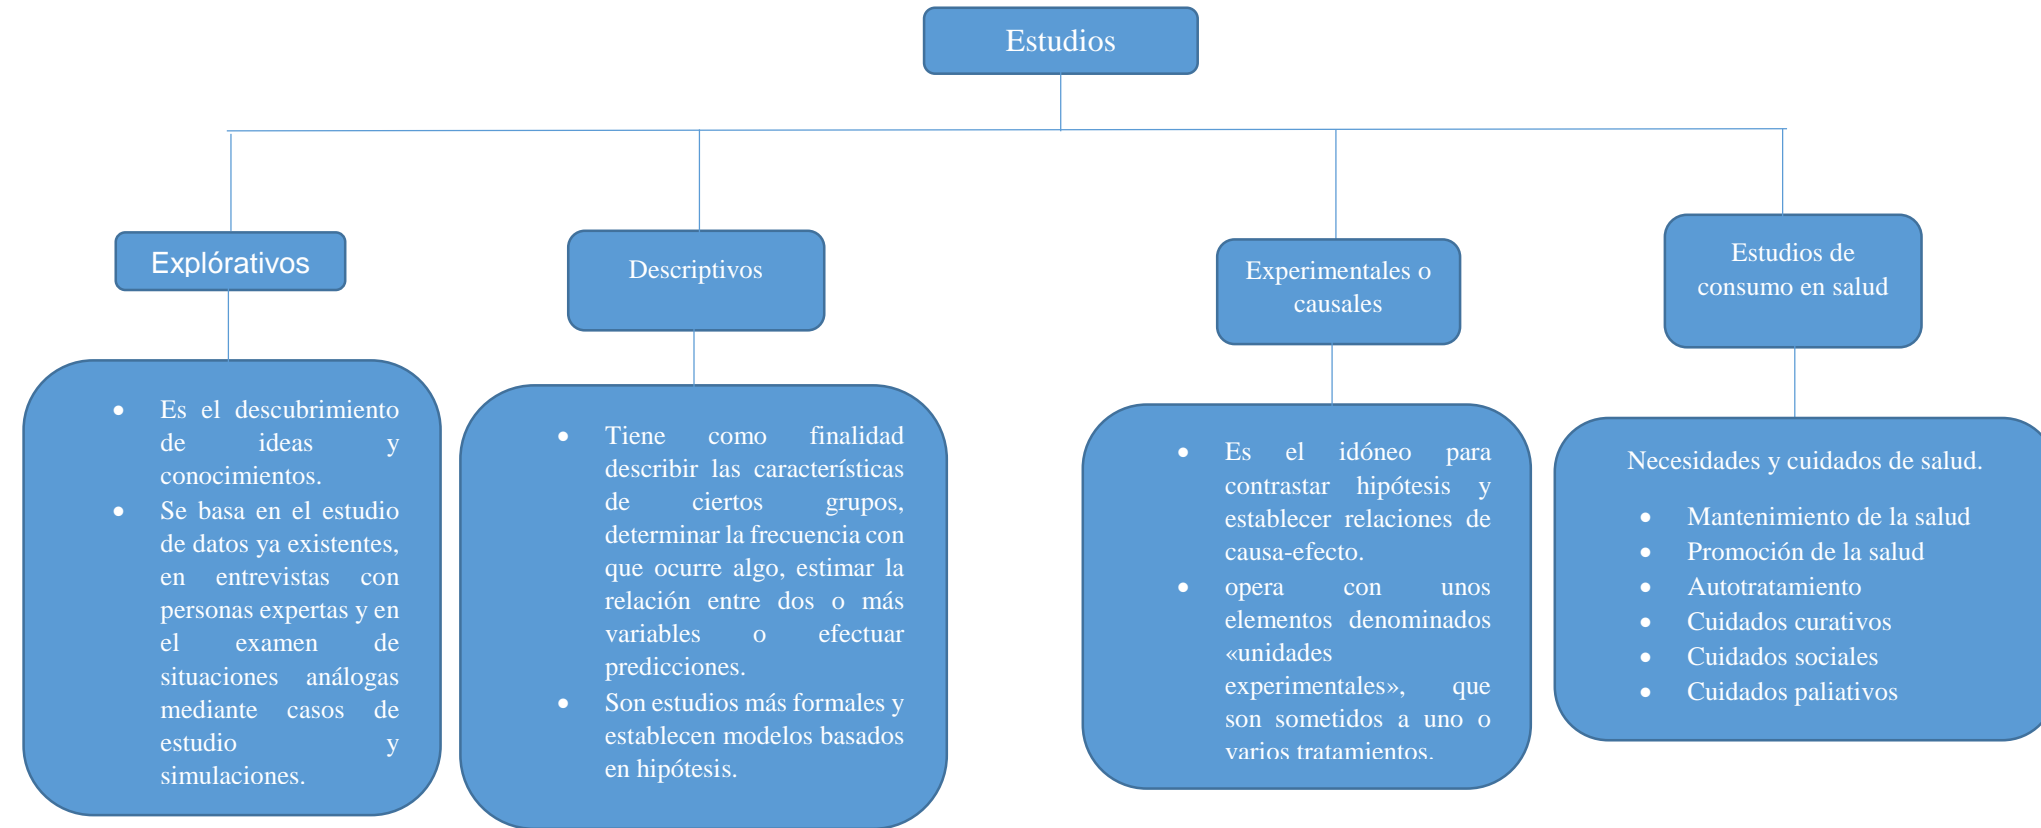 Estudios
Explórativos
Descriptivos
Experimentales o
causales
Estudios de
consumo en salud
• Es el descubrimiento
de ideas y
conocimientos.
• Se basa en el estudio
de datos ya existentes,
en entrevistas con
personas expertas y en
el examen de
situaciones análogas
mediante casos de
estudio y
simulaciones.
• Tiene como finalidad
describir las características
de ciertos grupos,
determinar la frecuencia con
que ocurre algo, estimar la
relación entre dos o más
variables o efectuar
predicciones.
• Son estudios más formales y
establecen modelos basados
en hipótesis.
• Es el idóneo para
contrastar hipótesis y
establecer relaciones de
causa-efecto.
• opera con unos
elementos denominados
«unidades
experimentales», que
son sometidos a uno o
varios tratamientos.
Necesidades y cuidados de salud.
• Mantenimiento de la salud
• Promoción de la salud
• Autotratamiento
• Cuidados curativos
• Cuidados sociales
• Cuidados paliativos